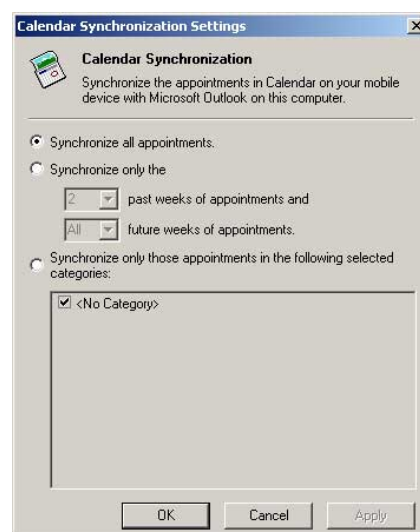 Calendar Synchronization Settings
Calendar Synchronization
Synchronize the appointments in Calendar on your mobile
device with Microsoft Outlook on this computer.
Synchronize all appointments.
Synchronize only the
2 past weeks of appointments and
All future weeks of appointments.
Synchronize only those appointments in the following selected
categories:
<No Category>
OK Cancel Apply